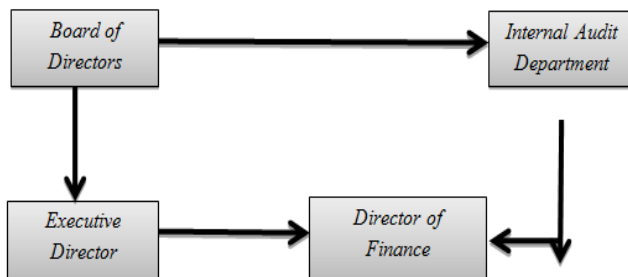 Board of
Directors
Internal Audit
Department
Executive
Director
Director of
Finance